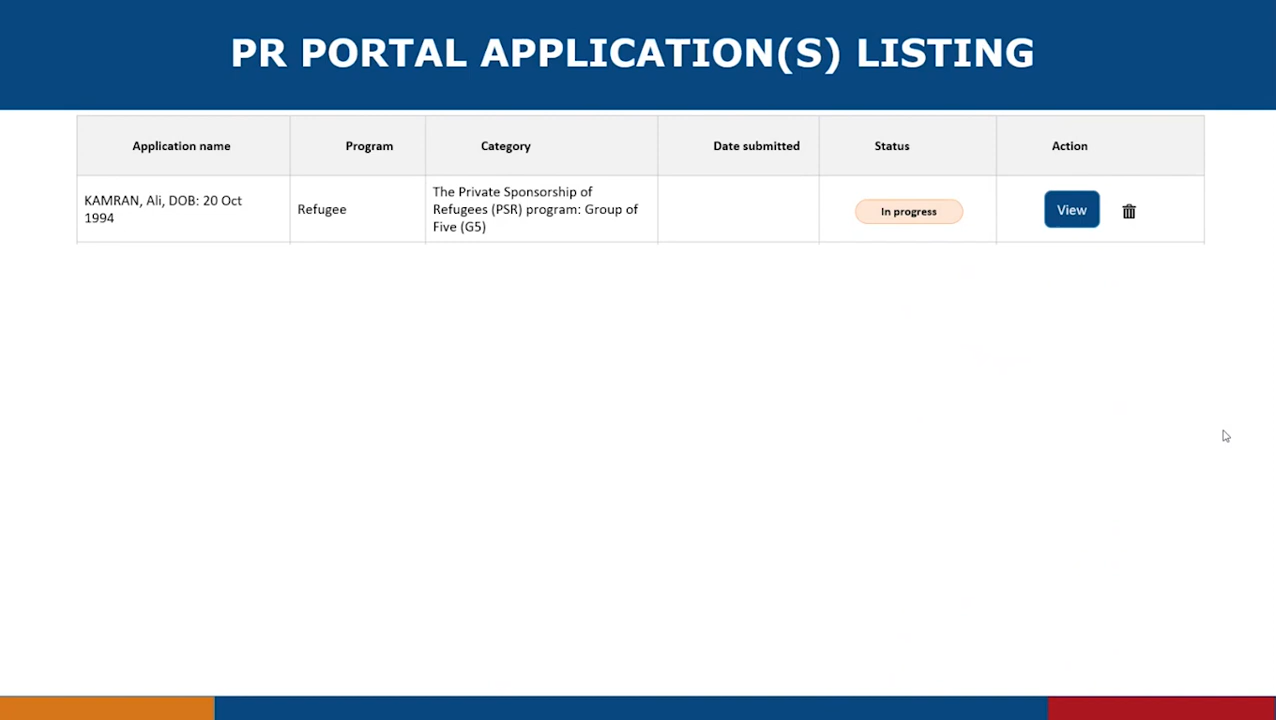 PR PORTAL APPLICATION(S) LISTING
Application name Program Category Date submitted Status Action
KAMRAN, Ali, DOB: 20 Oct
1994
Refugee
The Private Sponsorship of
Refugees (PSR) program: Group of
Five (G5)
In progress
View